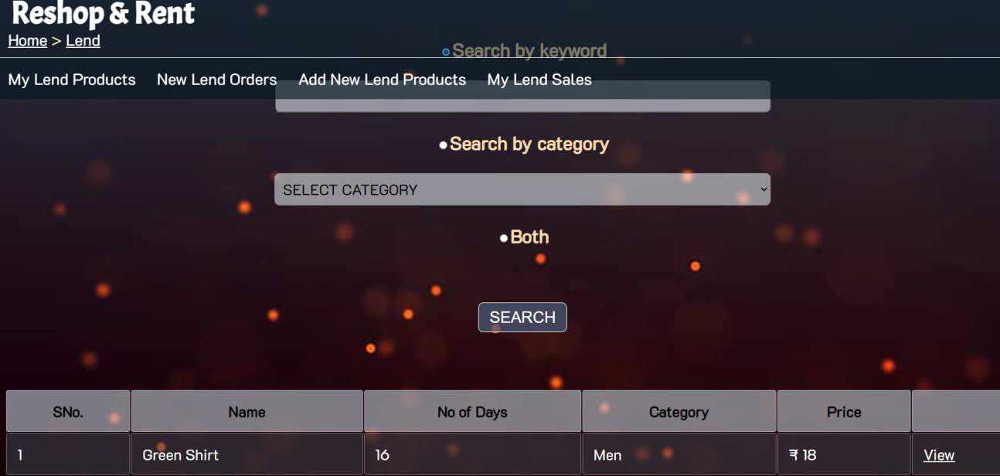 Reshop & Rent
Home > Lend
Search by keyword
My Lend Products New Lend Orders Add New Lend Products My Lend Sales
Search by category
SELECT CATEGORY
Both
SEARCH
SNo. Name No of Days Category Price
1 Green Shirt 16 Men ₹ 18 View